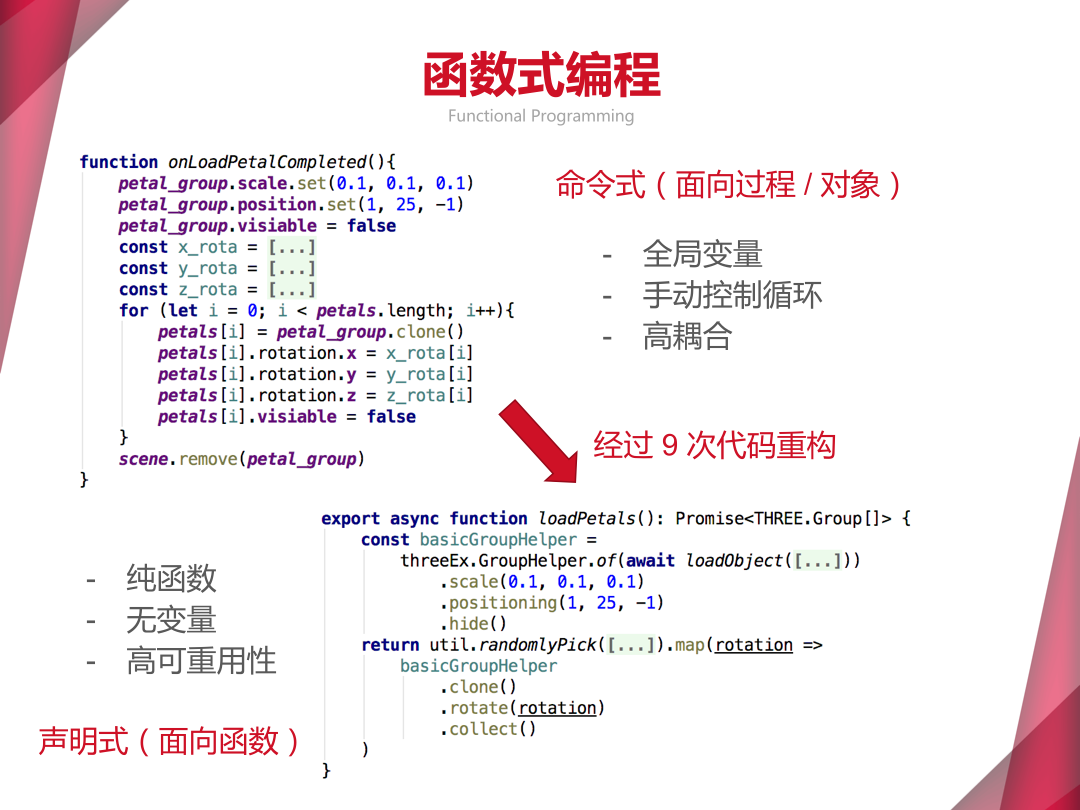 函数式编程
Functional Programming
function onLoadPetalCompleted(){
petal_group.scale.set(0.1, 0.1, 0.1)
petal_group.position.set(1, 25, -1)
petal_group.visiable = false
const x_rota = [...]
const y_rota = [...]
const z_rota = [...]
for (let i = 0; i < petals.length; i++){
petals[i] = petal_group.clone()
petals[i].rotation.x = x_rota[i]
petals[i].rotation.y = y_rota[i]
petals[i].rotation.z = z_rota[i]
petals[i].visiable = false
}
scene.remove(petal_group)
}
命令式（面向过程 / 对象）
- 全局变量
- 手动控制循环
- 高耦合
经过 9 次代码重构
export async function loadPetals(): Promise<THREE.Group[]> {
const basicGroupHelper =
threeEx.GroupHelper.of(await loadObject([...]))
.scale(0.1, 0.1, 0.1)
.positioning(1, 25, -1)
.hide()
return util.randomlyPick([...]).map(rotation =>
basicGroupHelper
.clone()
.rotate(rotation)
.collect()
)
}
- 纯函数
- 无变量
- 高可重用性
声明式（面向函数）